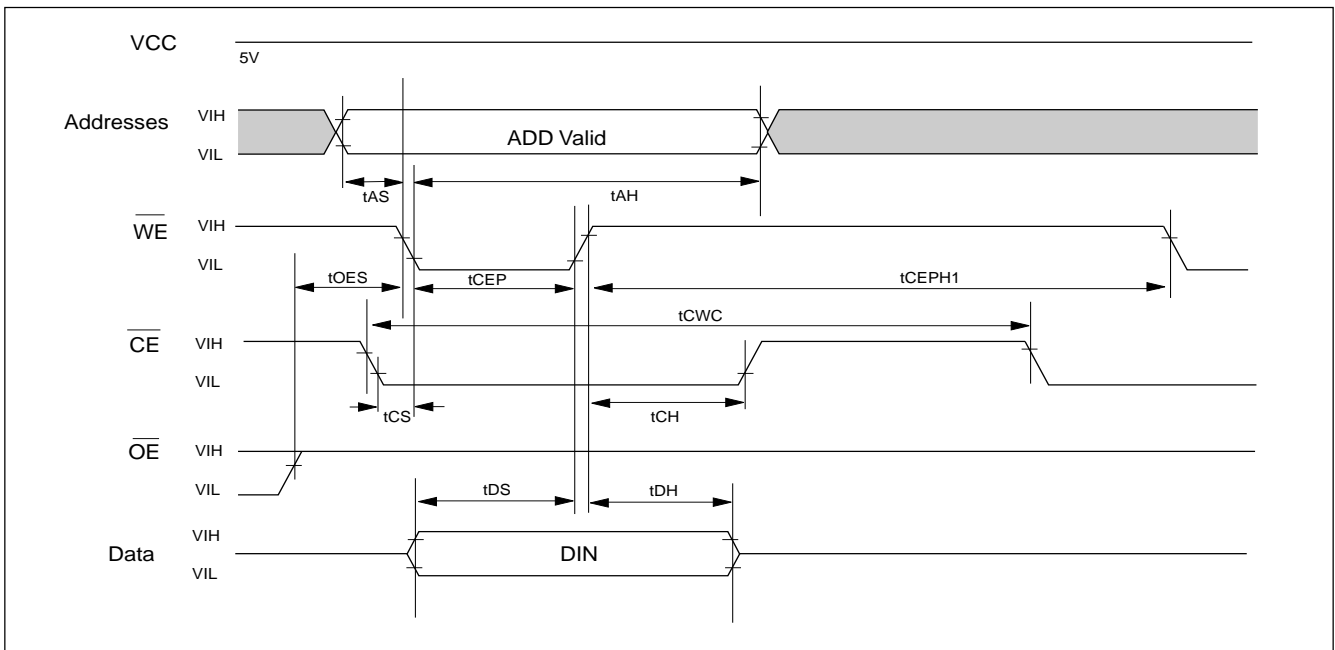 VCC
5V
Addresses
VIH
VIL
ADD Valid
tAS
tAH
WE
VIH
VIL
tOES
tCEP
tCEPH1
tCWC
CE
VIH
VIL
tCS
tCH
OE
VIH
VIL
tDS
tDH
Data
VIH
VIL
DIN